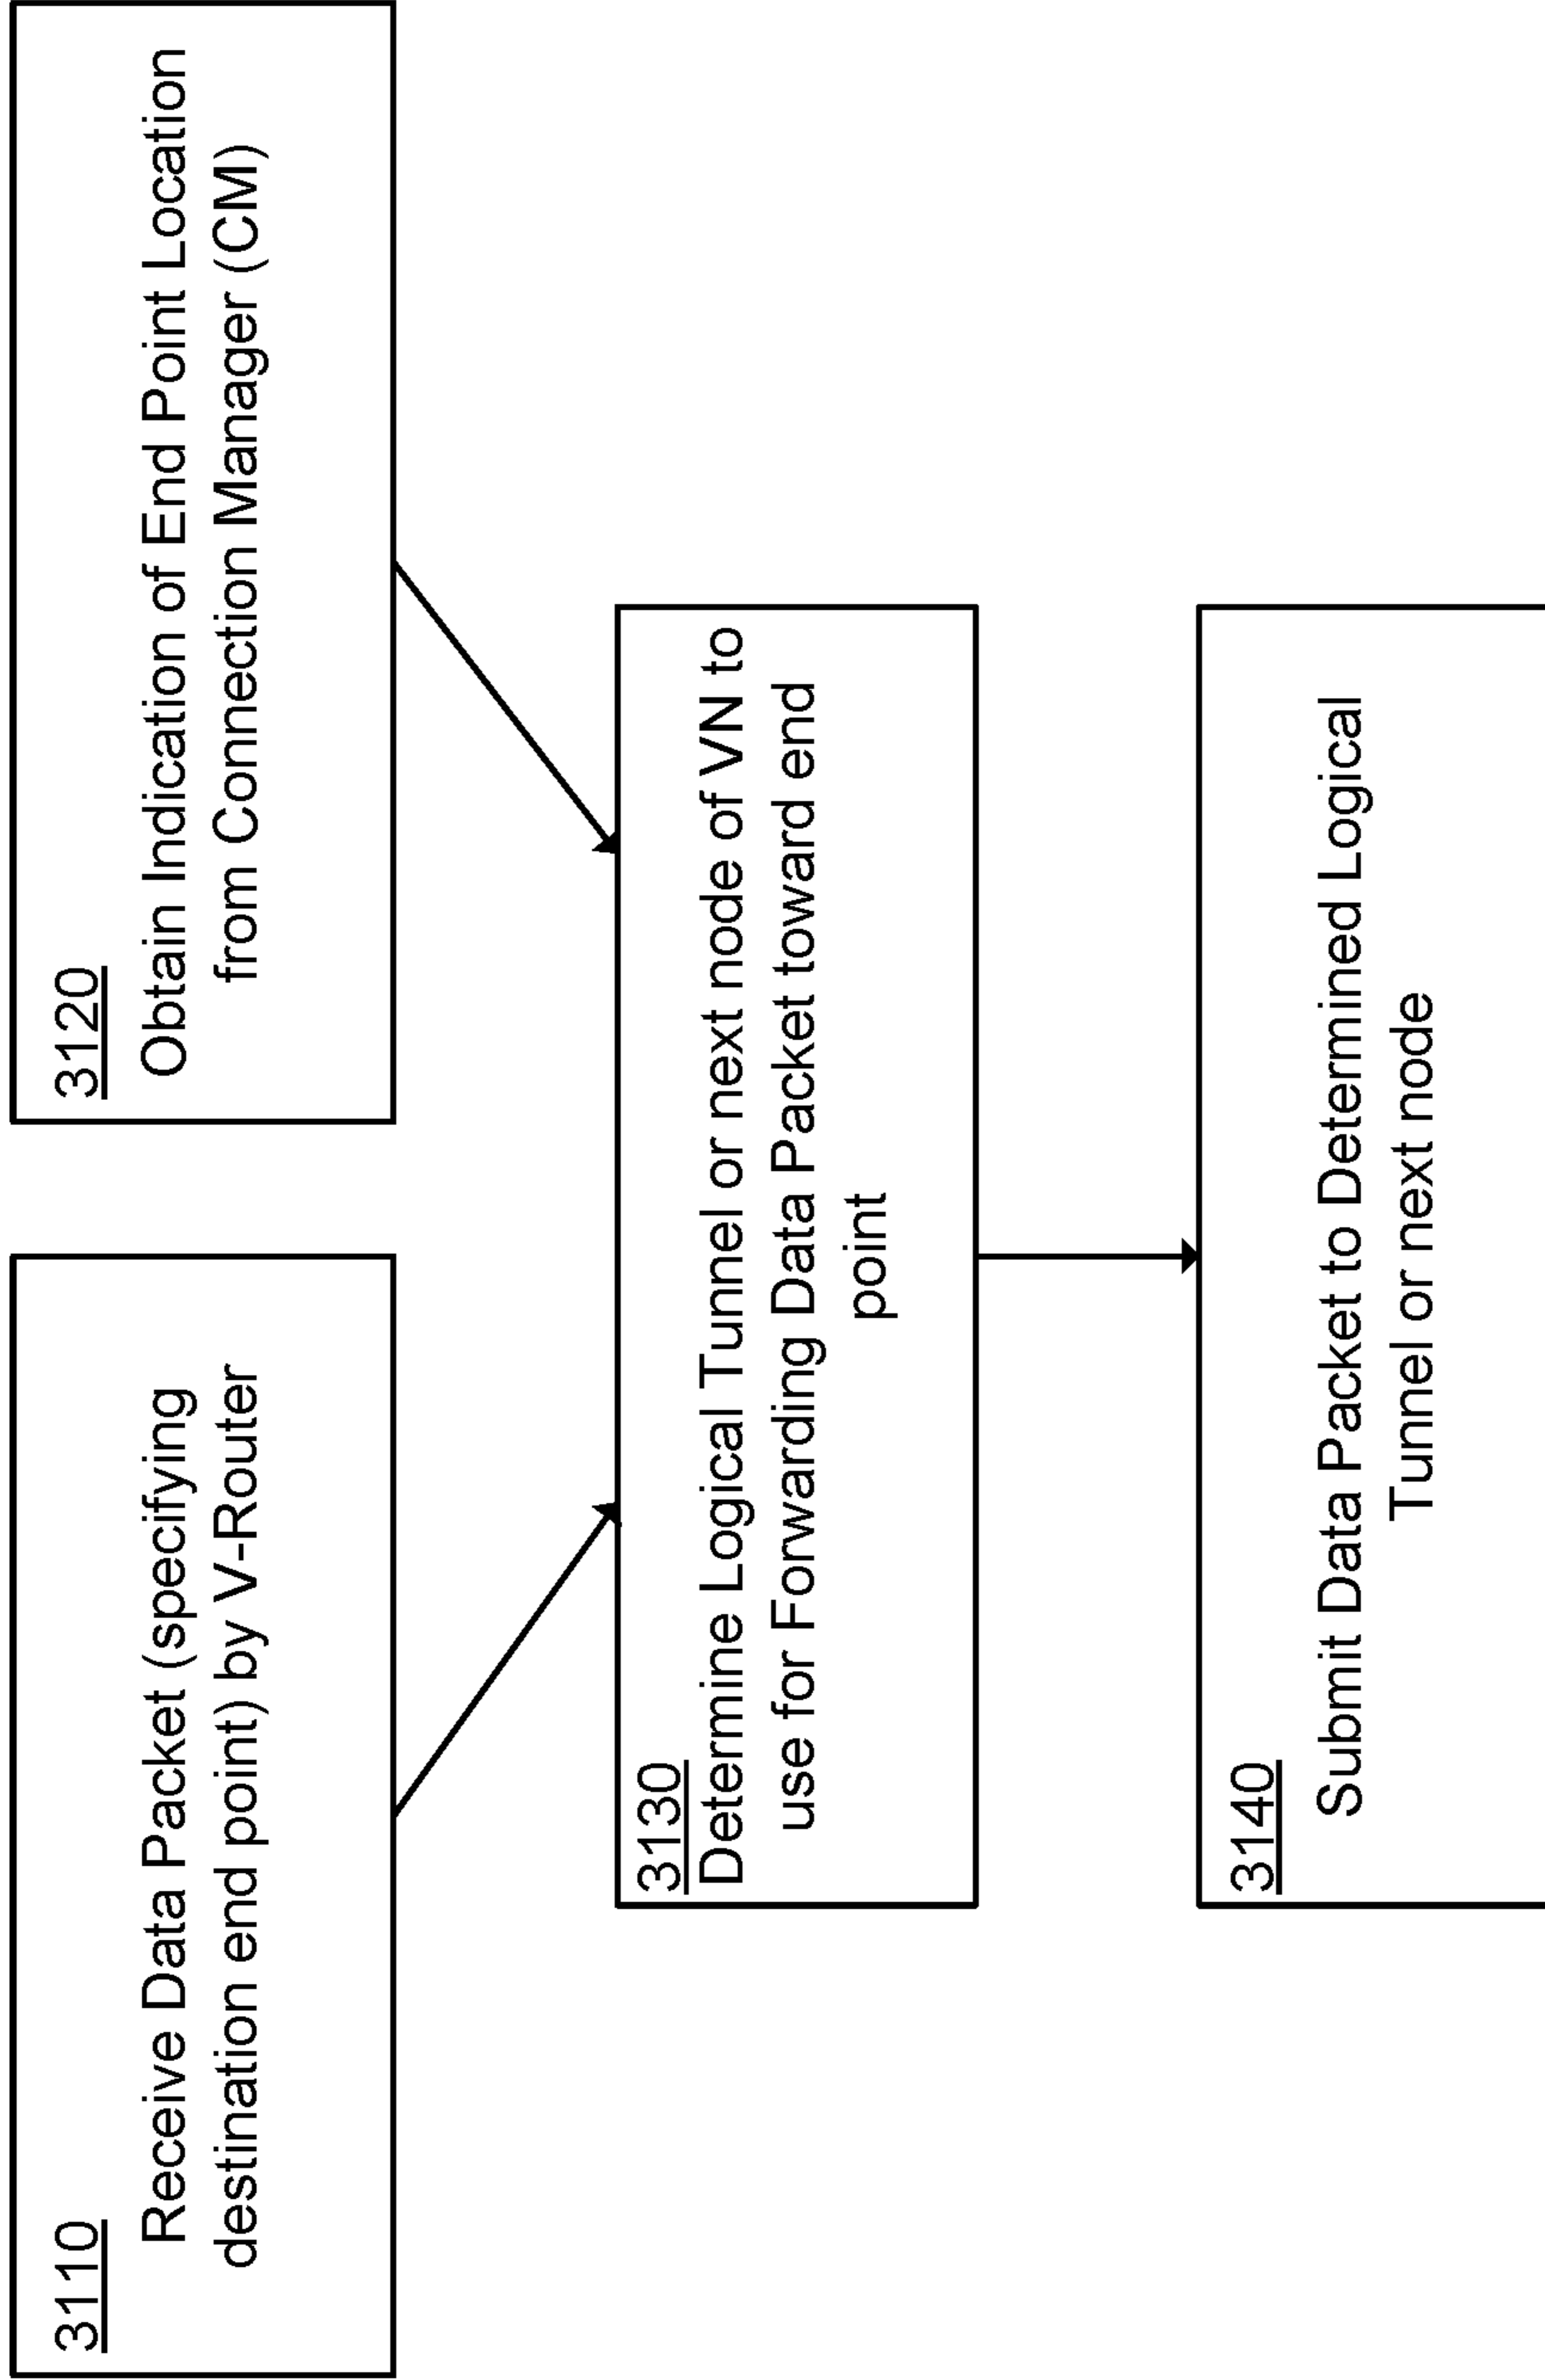 3110
Receive Data Packet (specifying
destination end point) by V-Router
3120
Obtain Indication of End Point Location
from Connection Manager (CM)
3130
Determine Logical Tunnel or next node of VN to
use for Forwarding Data Packet toward end
point
3140
Submit Data Packet to Determined Logical
Tunnel or next node